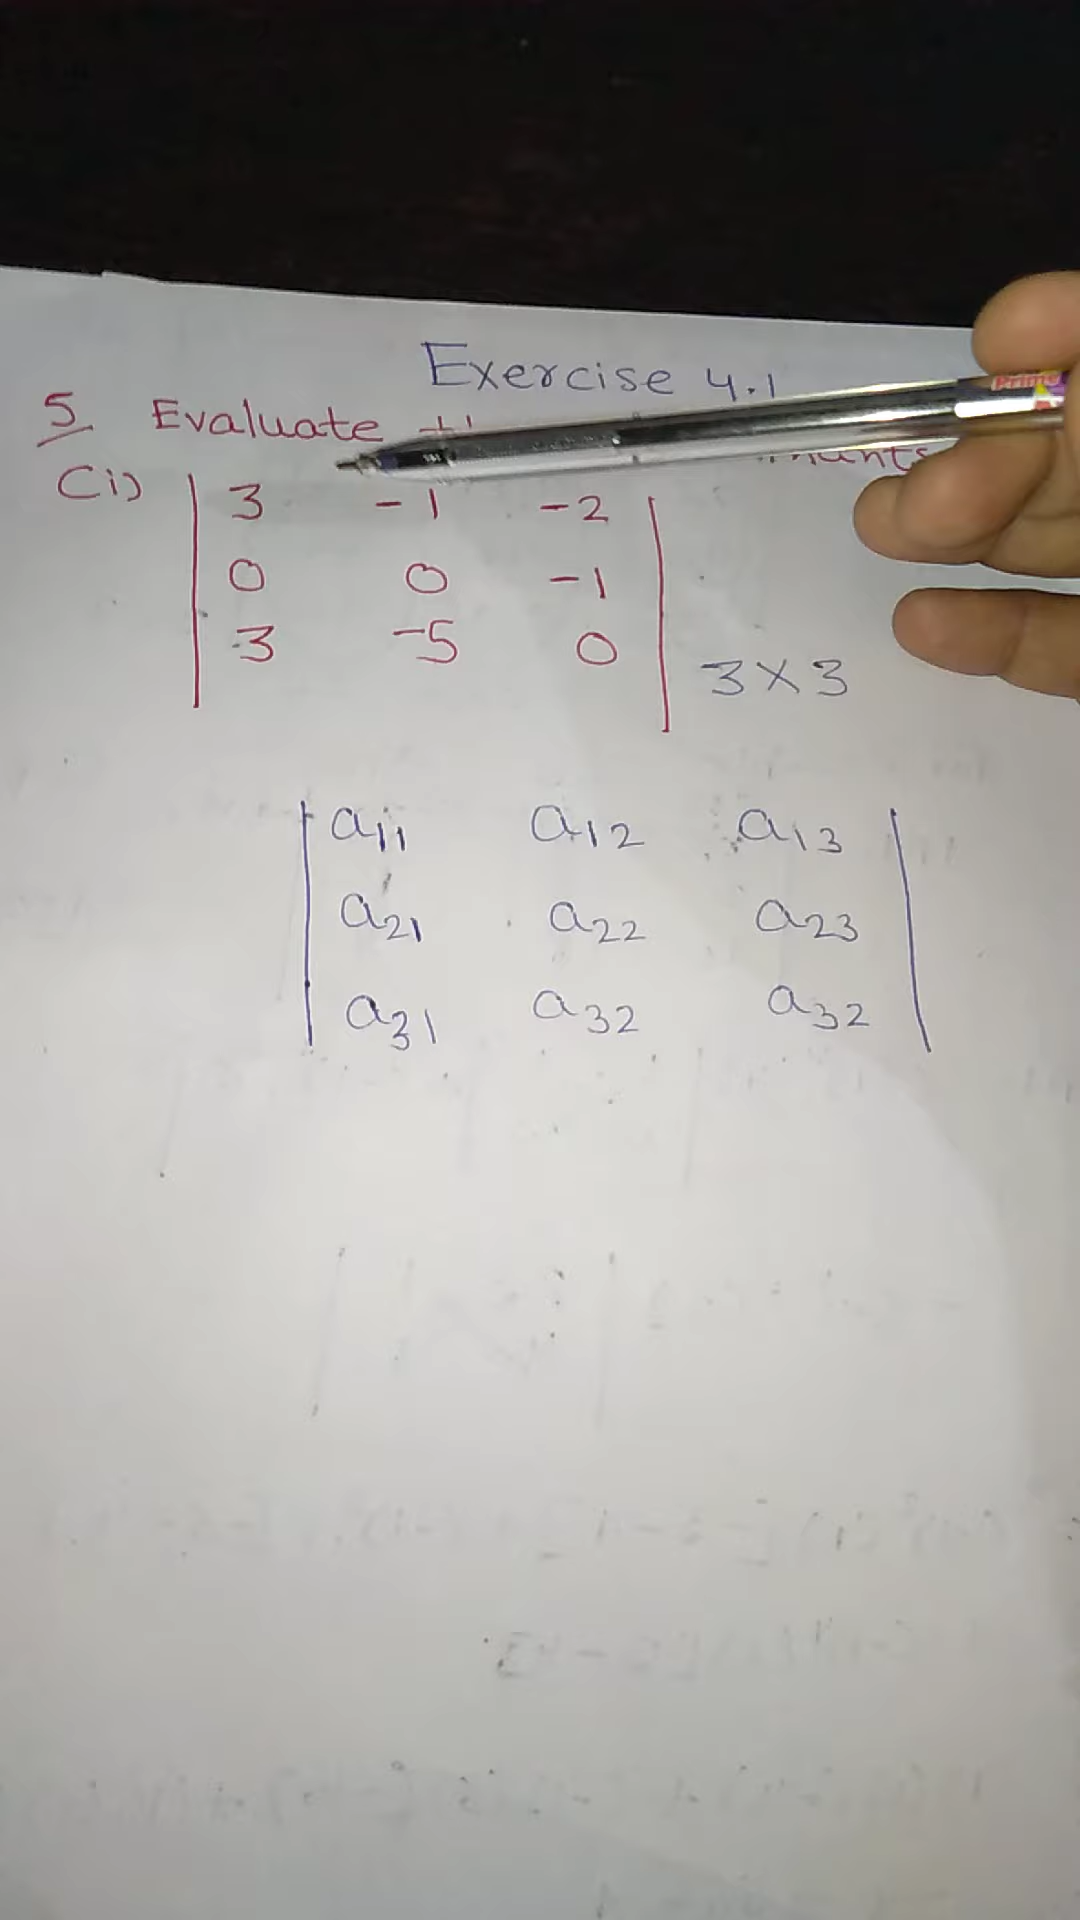 Exercise 4.1
5. Evaluate
(i) 3 -1 -2
0 0 -1
3 -5 0
3×3
a11 a12 a13
a21 a22 a23
a31 a32 a32
Prime